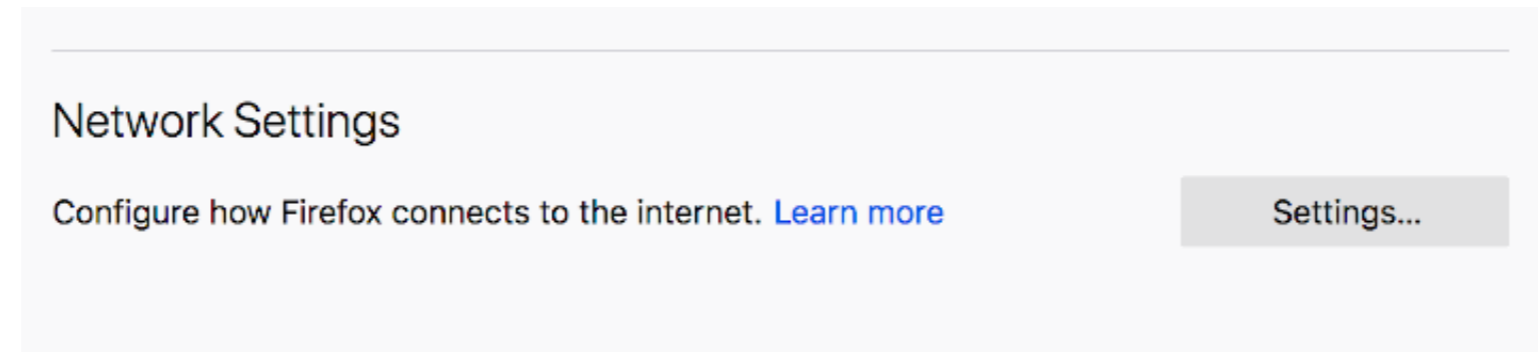 Network Settings
Configure how Firefox connects to the internet. Learn more
Settings...